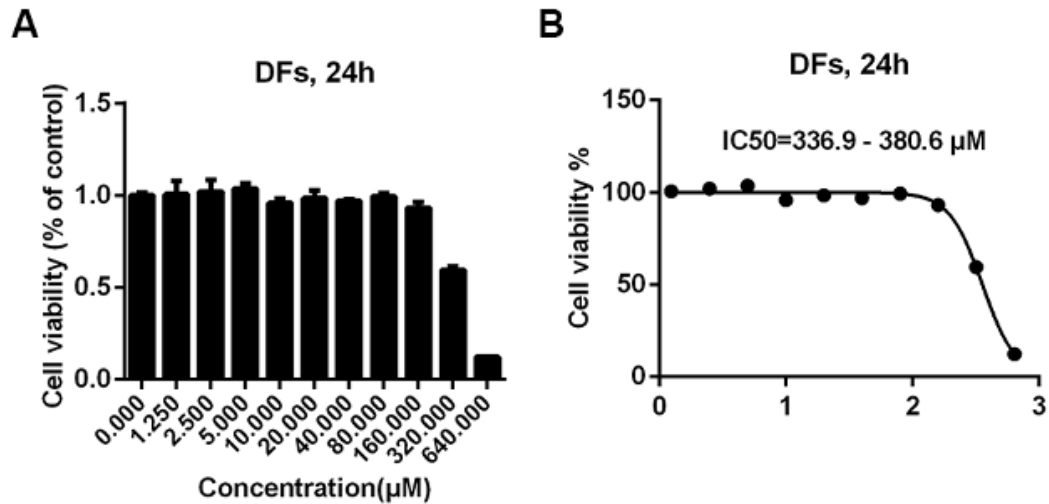 A
DFs, 24h
Cell viability (% of control)
1.5
1.0
0.5
0.0
0.000
1.250
2.500
5.000
10.000
20.000
40.000
80.000
160.000
320.000
640.000
Concentration(µM)
B
DFs, 24h
IC50=336.9 - 380.6 µM
Cell viability %
150
100
50
0
0
1
2
3